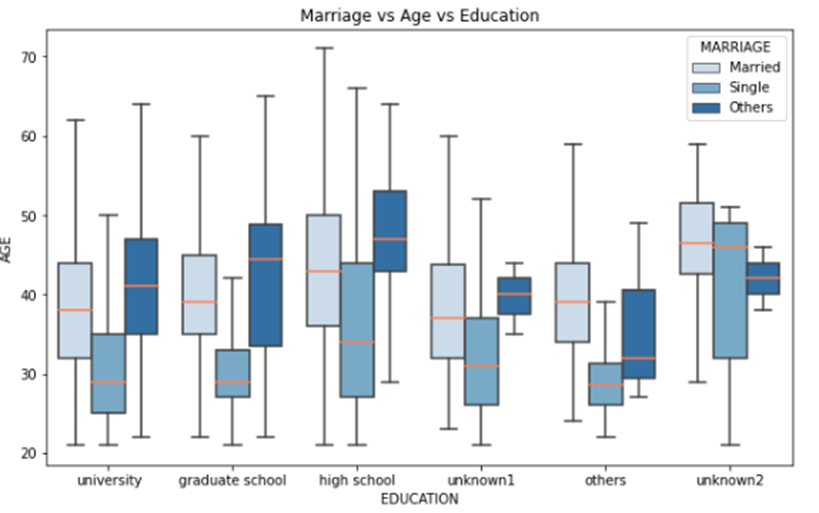 Marriage vs Age vs Education
MARRIAGE
Married
Single
Others
70
60
50
40
30
20
AGE
university
graduate school
high school
unknown1
others
unknown2
EDUCATION